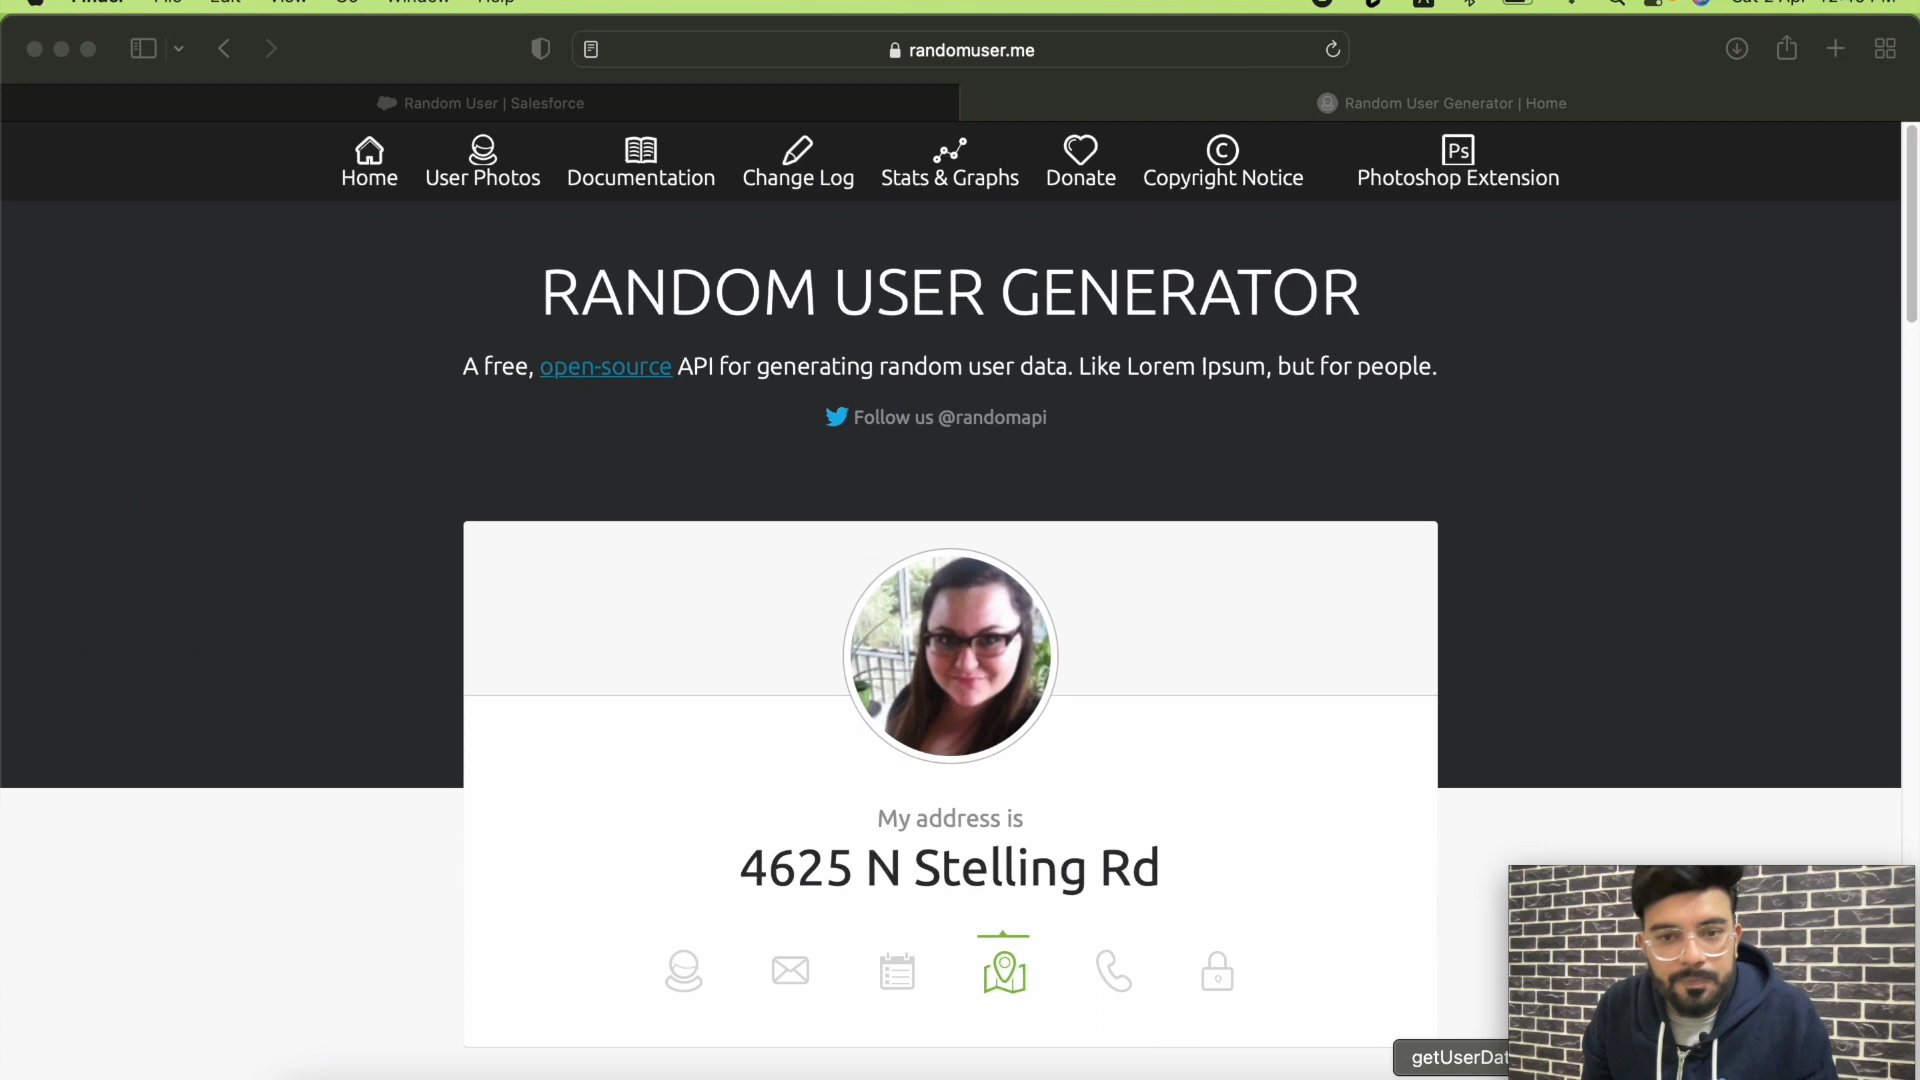 randomuser.me
Random User | Salesforce
Random User Generator | Home
Home
User Photos
Documentation
Change Log
Stats & Graphs
Donate
Copyright Notice
Ps
Photoshop Extension
RANDOM USER GENERATOR
A free, open-source API for generating random user data. Like Lorem Ipsum, but for people.
Follow us @randomapi
My address is
4625 N Stelling Rd
getUserDat